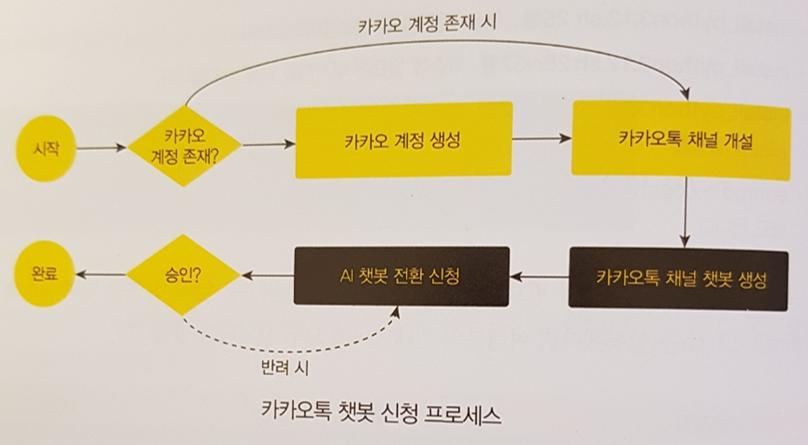 카카오 계정 존재 시
시작
카카오
계정 존재?
카카오 계정 생성
카카오톡 채널 개설
완료
승인?
AI 챗봇 전환 신청
카카오톡 채널 챗봇 생성
반려 시
카카오톡 챗봇 신청 프로세스